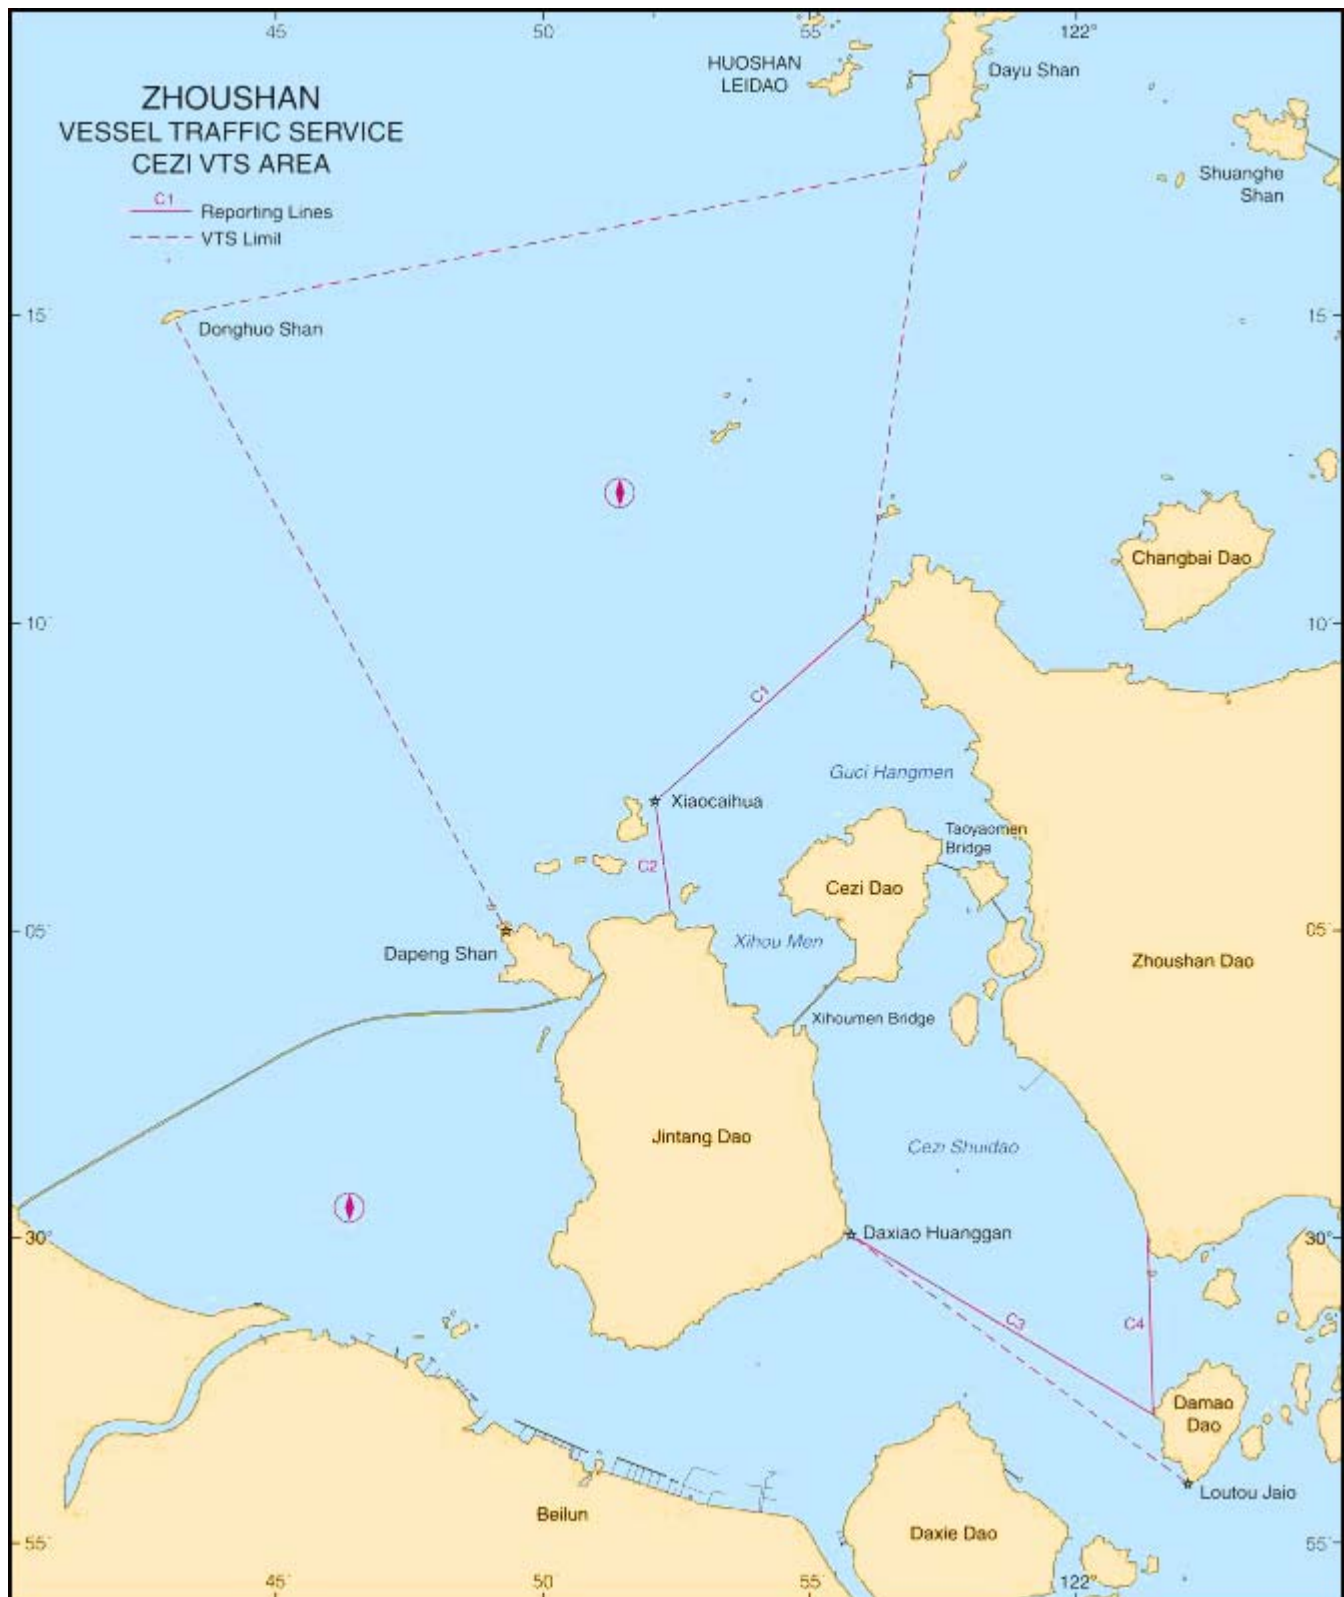 45´ 50´ 55´ 122°
HUOSHAN
LEIDAO
Dayu Shan
ZHOUSHAN
VESSEL TRAFFIC SERVICE
CEZI VTS AREA
C1
Reporting Lines
VTS Limil
Shuanghe
Shan
15´ 15´
Donghuo Shan
Changbai Dao
10´ 10´
C1
Guci Hangmen
Xiaocaihua
Taoyaomen
Bridge
C2
Cezi Dao
05´ 05´
Xihou Men
Dapeng Shan
Zhoushan Dao
Xihoumen Bridge
Jintang Dao
Cezi Shuidao
30° 30°
Daxiao Huanggan
C3
C4
Damao
Dao
Loutou Jaio
Beilun
Daxie Dao
55´ 55´
45´ 50´ 55´ 122°